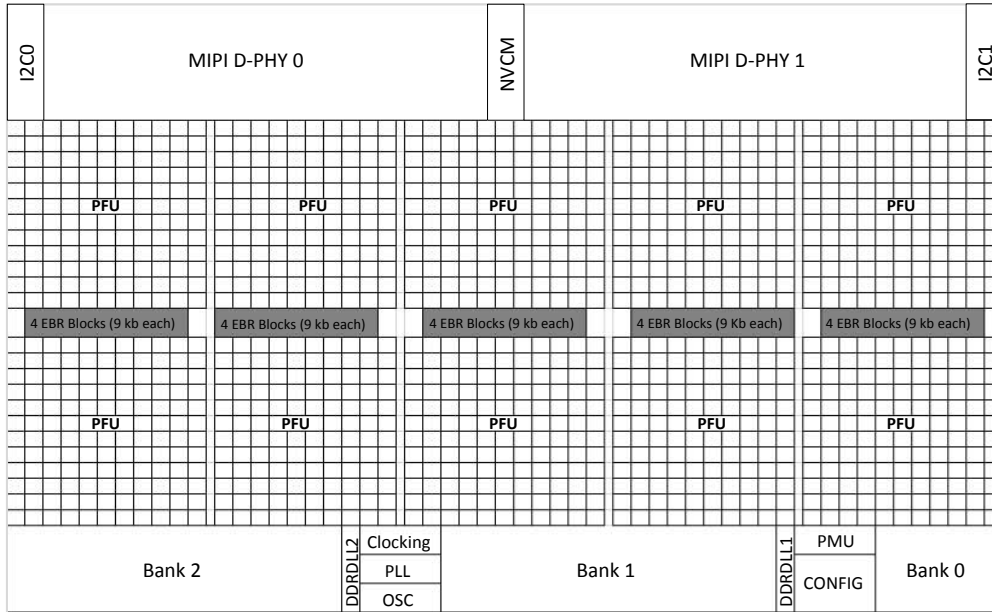 I2C0
MIPI D-PHY 0
NVCM
MIPI D-PHY 1
I2C1
PFU
PFU
PFU
PFU
PFU
4 EBR Blocks (9 kb each)
4 EBR Blocks (9 kb each)
4 EBR Blocks (9 kb each)
4 EBR Blocks (9 Kb each)
4 EBR Blocks (9 kb each)
PFU
PFU
PFU
PFU
PFU
Bank 2
DDRDLL2
Clocking
PLL
OSC
Bank 1
DDRDLL1
PMU
CONFIG
Bank 0